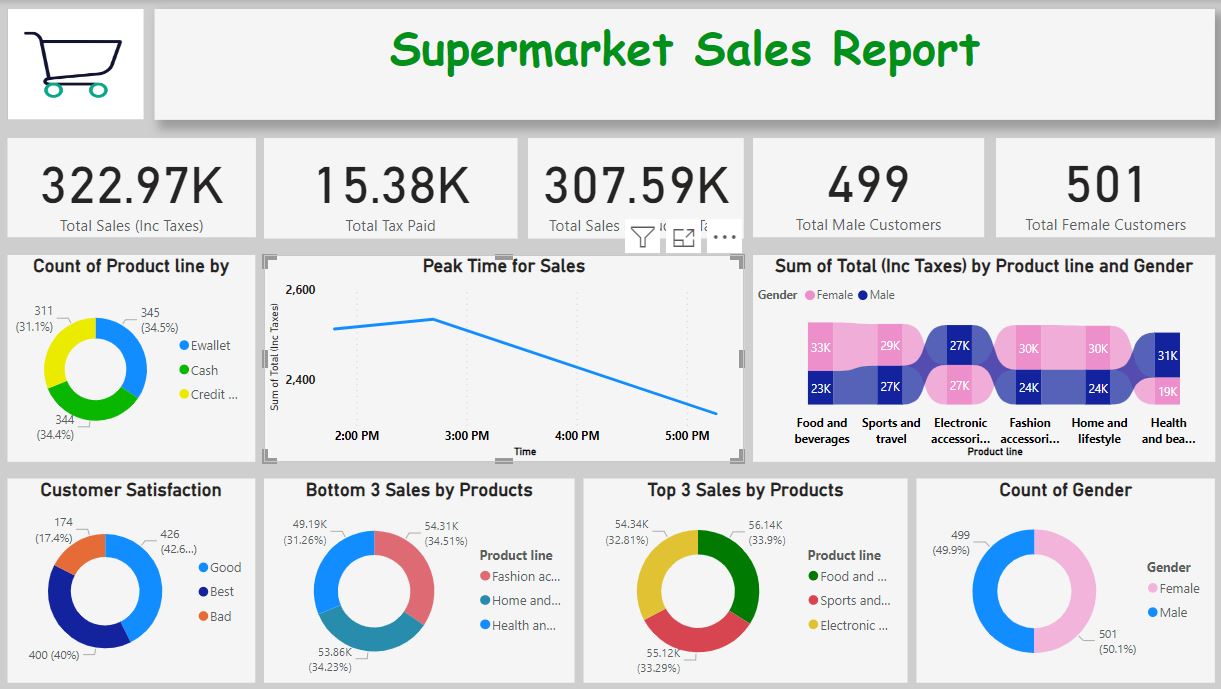 Supermarket Sales Report
322.97K
Total Sales (Inc Taxes)
15.38K
Total Tax Paid
307.59K
Total Sales
499
Total Male Customers
501
Total Female Customers
Count of Product line by
311
(31.1%)
345
(34.5%)
344
(34.4%)
Ewallet
Cash
Credit ...
Peak Time for Sales
Sum of Total (Inc Taxes)
2,600
2,400
2:00 PM
3:00 PM
4:00 PM
5:00 PM
Time
Sum of Total (Inc Taxes) by Product line and Gender
Gender
Female
Male
33K
29K
27K
30K
30K
31K
23K
27K
27K
24K
24K
19K
Food and
beverages
Sports and
travel
Electronic
accessori...
Fashion
accessori...
Home and
lifestyle
Health
and bea...
Product line
Customer Satisfaction
174
(17.4%)
426
(42.6...)
400 (40%)
Good
Best
Bad
Bottom 3 Sales by Products
49.19K
(31.26%)
54.31K
(34.51%)
53.86K
(34.23%)
Product line
Fashion ac...
Home and...
Health an...
Top 3 Sales by Products
54.34K
(32.81%)
56.14K
(33.9%)
55.12K
(33.29%)
Product line
Food and ...
Sports and...
Electronic ...
Count of Gender
499
(49.9%)
501
(50.1%)
Gender
Female
Male